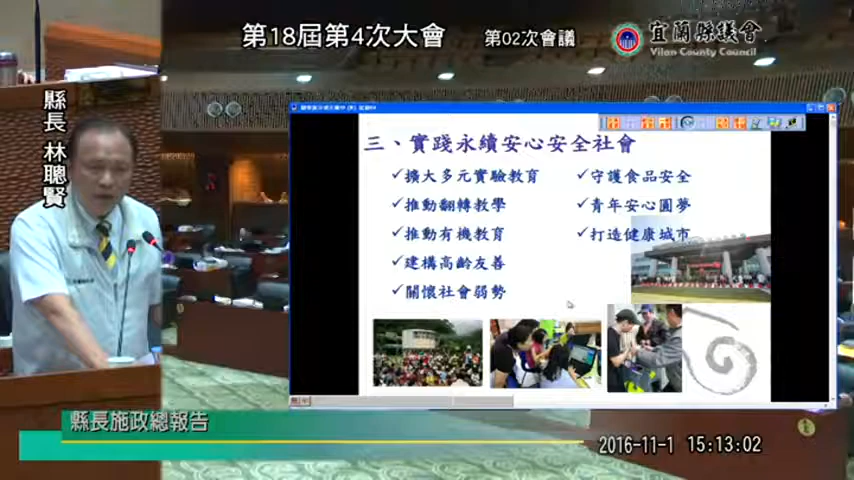 第18屆第4次大會 第02次會議
宜蘭縣議會
Yilan County Council
縣長 林聰賢
三、實踐永續安心安全社會
✓擴大多元實驗教育
✓推動翻轉教學
✓推動有機教育
✓建構高齡友善
✓關懷社會弱勢
✓守護食品安全
✓青年安心圓夢
✓打造健康城市
縣長施政總報告
2016-11-1 15:13:02